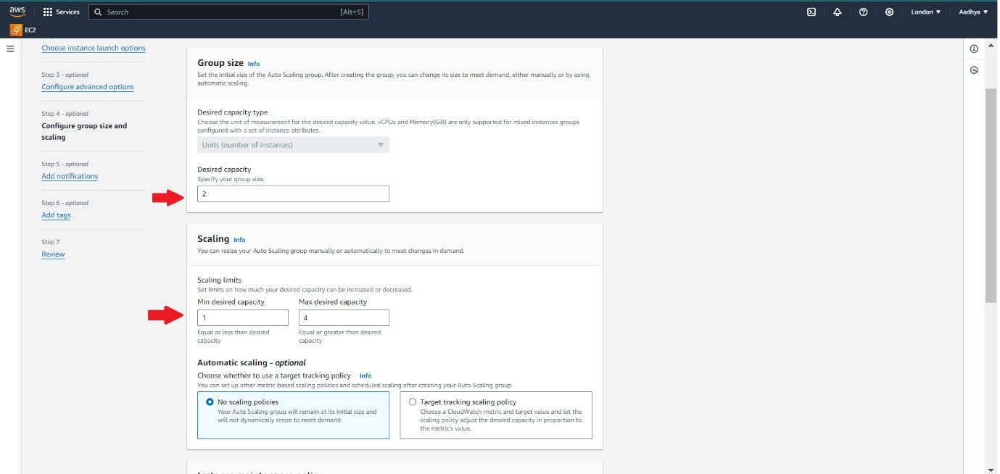 aws
Services
Search
[Alt+S]
London ▼
Aadhya ▼
EC2
Choose instance launch options
Step 3 - optional
Configure advanced options
Step 4 - optional
Configure group size and
scaling
Step 5 - optional
Add notifications
Step 6 - optional
Add tags
Step 7
Review
Group size Info
Set the initial size of the Auto Scaling group. After creating the group, you can change its size to meet demand, either manually or by using
automatic scaling.
Desired capacity type
Choose the unit of measurement for the desired capacity value. vCPUs and Memory(GiB) are only supported for mixed instances groups
configured with a set of instance attributes.
Units (number of instances)
Desired capacity
Specify your group size.
2
Scaling Info
You can resize your Auto Scaling group manually or automatically to meet changes in demand.
Scaling limits
Set limits on how much your desired capacity can be increased or decreased.
Min desired capacity
Max desired capacity
1
4
Equal or less than desired
capacity
Equal or greater than desired
capacity
Automatic scaling - optional
Choose whether to use a target tracking policy Info
You can set up other metric-based scaling policies and scheduled scaling after creating your Auto Scaling group.
No scaling policies
Your Auto Scaling group will remain at its initial size and
will not dynamically resize to meet demand.
Target tracking scaling policy
Choose a CloudWatch metric and target value and let the
scaling policy adjust the desired capacity in proportion to
the metric's value.